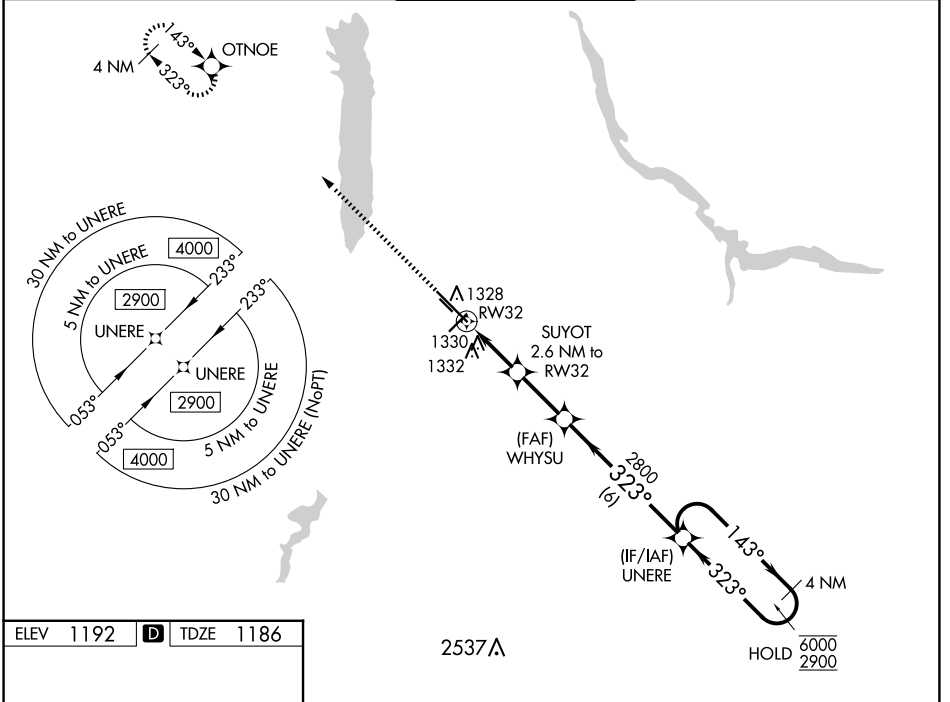 143°
OTNOE
4 NM
323°
30 NM to UNERE
4000
5 NM to UNERE
233°
2900
233°
UNERE
UNERE
053°
2900
053°
5 NM to UNERE
4000
30 NM to UNERE (NoPT)
1328
RW32
1330
1332
SUYOT
2.6 NM to
RW32
(FAF)
WHYSU
2800
323°
(6)
143°
(IF/IAF)
UNERE
323°
4 NM
HOLD 6000
2900
2537
ELEV 1192 D TDZE 1186